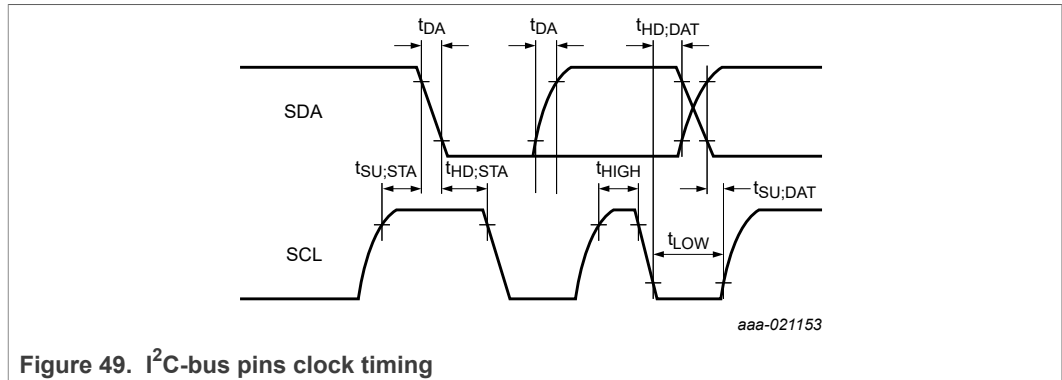 tDA tDA tHD;DAT
SDA
tSU;STA tHD;STA tHIGH tSU;DAT
tLOW
SCL
aaa-021153
Figure 49. I²C-bus pins clock timing